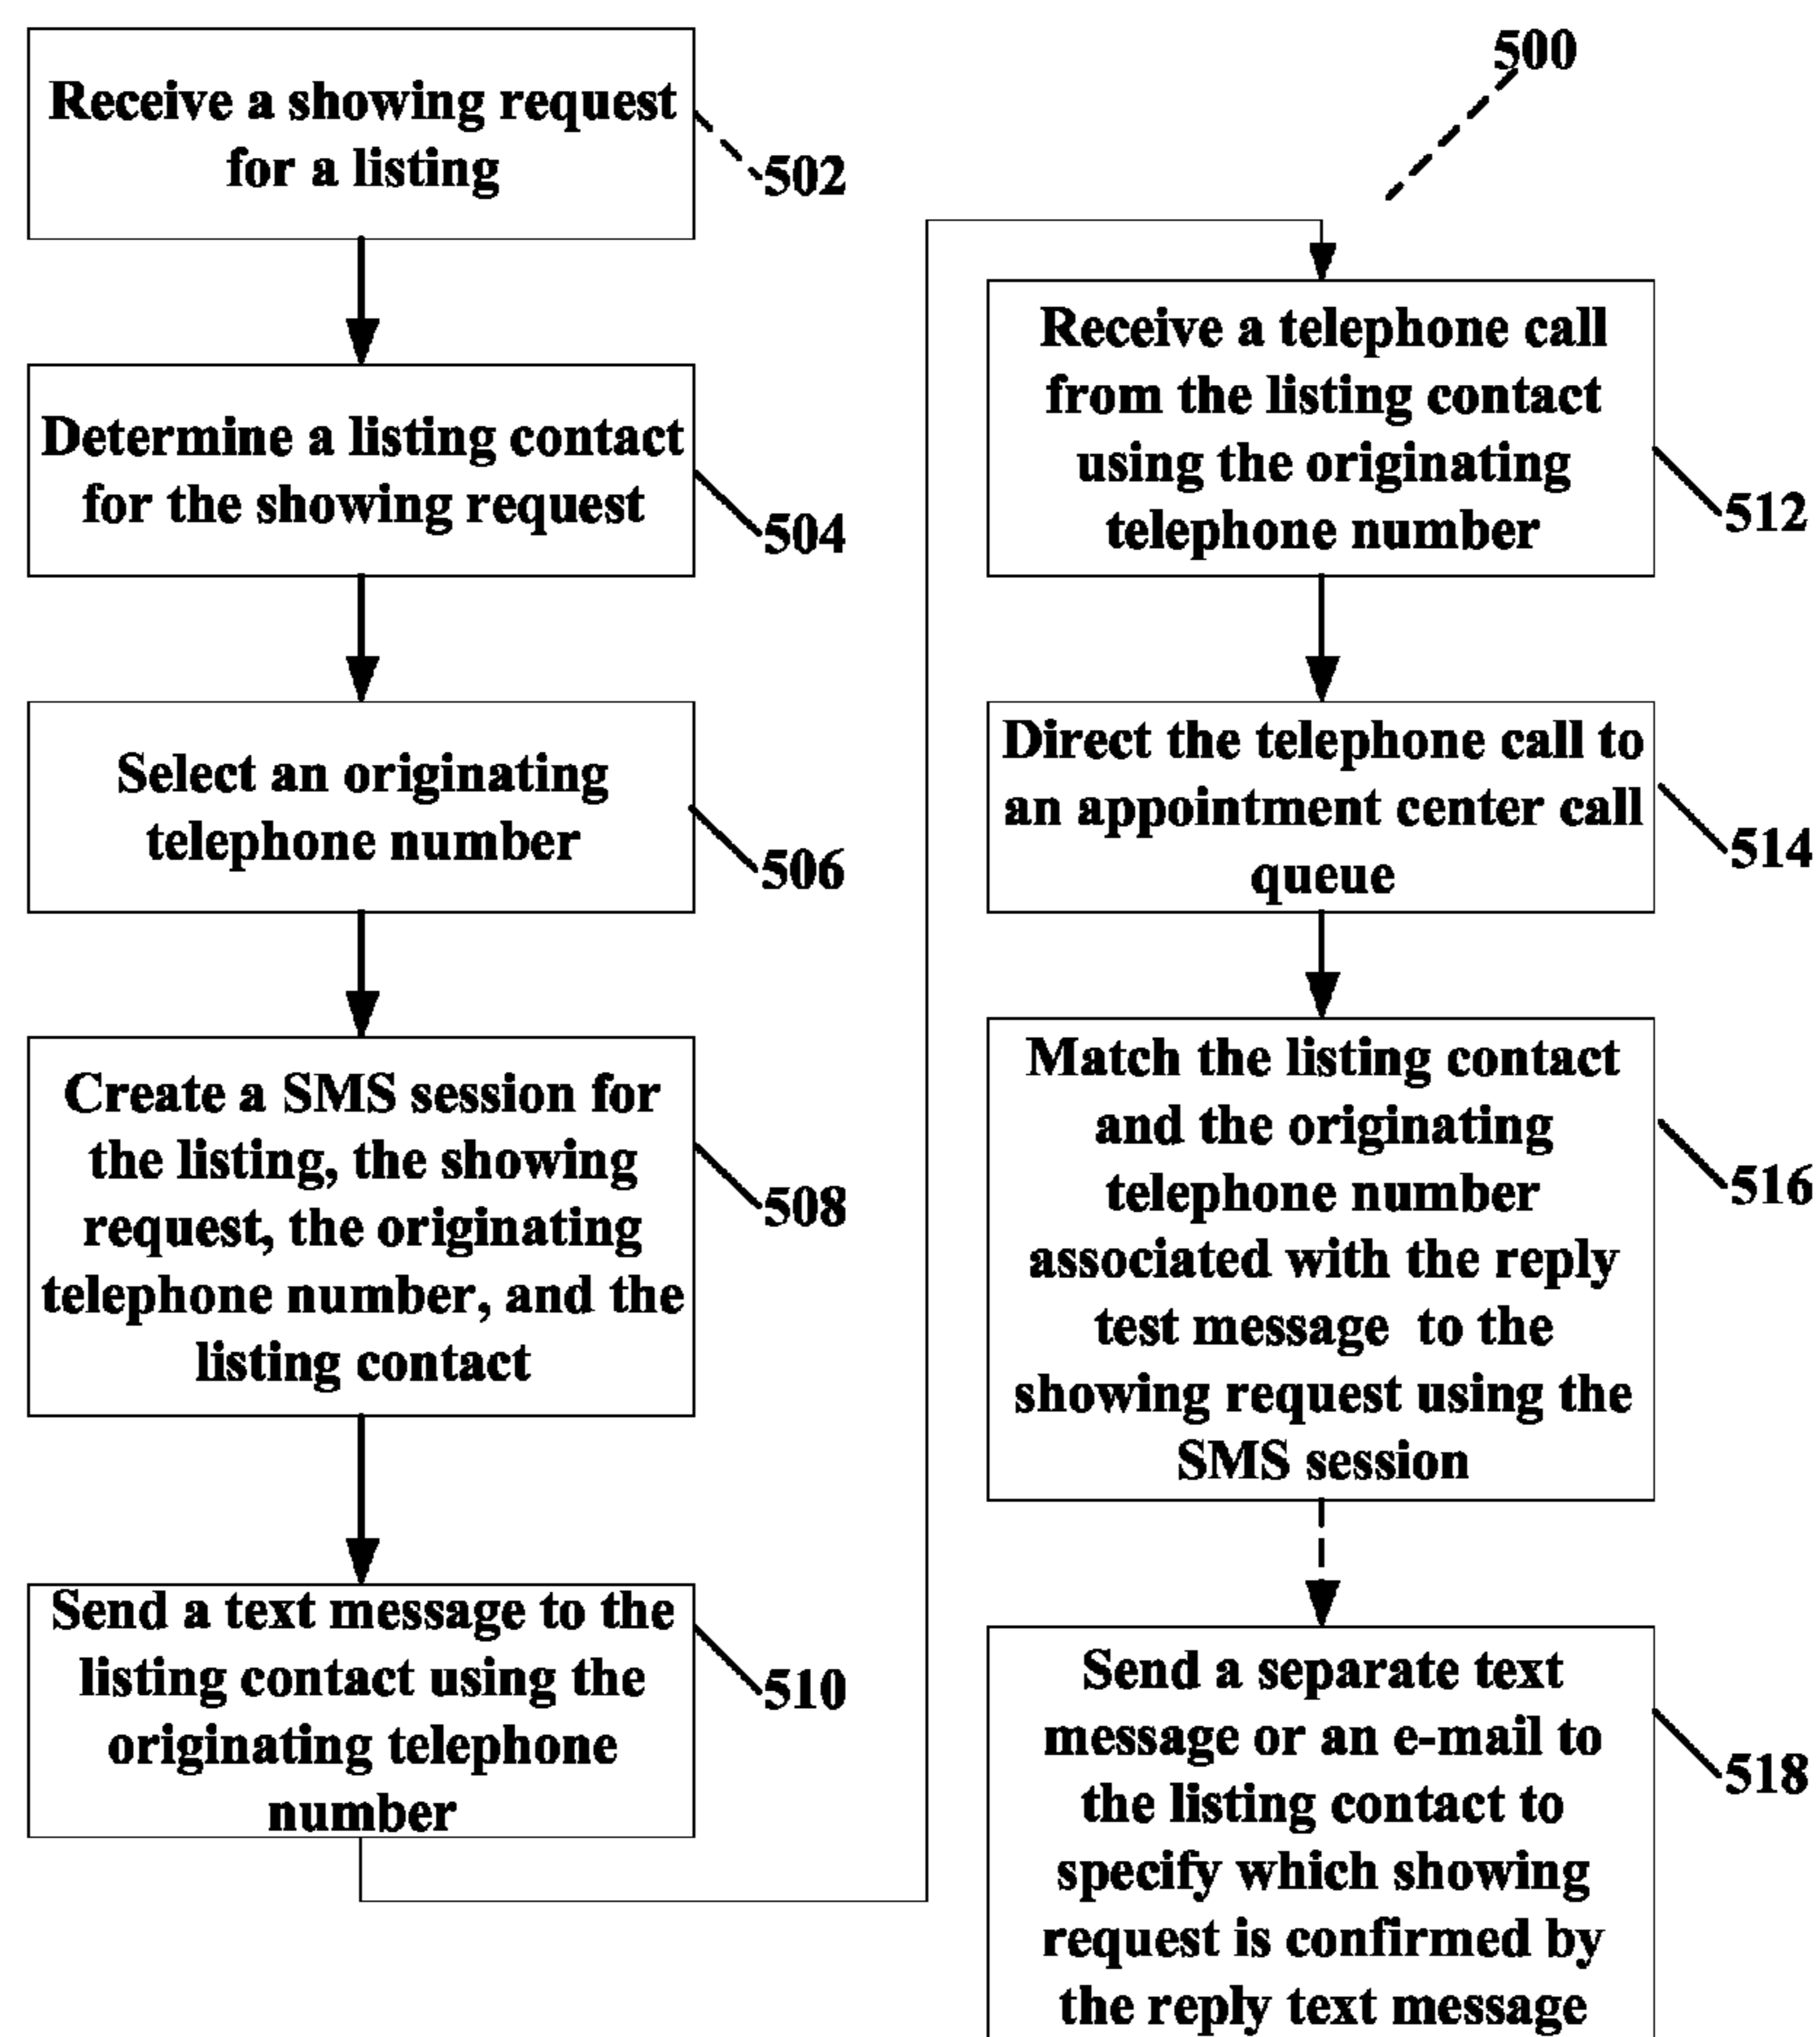 Receive a showing request
for a listing
502
Determine a listing contact
for the showing request
504
Select an originating
telephone number
506
Create a SMS session for
the listing, the showing
request, the originating
telephone number, and the
listing contact
508
Send a text message to the
listing contact using the
originating telephone
number
510
500
Receive a telephone call
from the listing contact
using the originating
telephone number
512
Direct the telephone call to
an appointment center call
queue
514
Match the listing contact
and the originating
telephone number
associated with the reply
test message to the
showing request using the
SMS session
516
Send a separate text
message or an e-mail to
the listing contact to
specify which showing
request is confirmed by
the reply text message
518